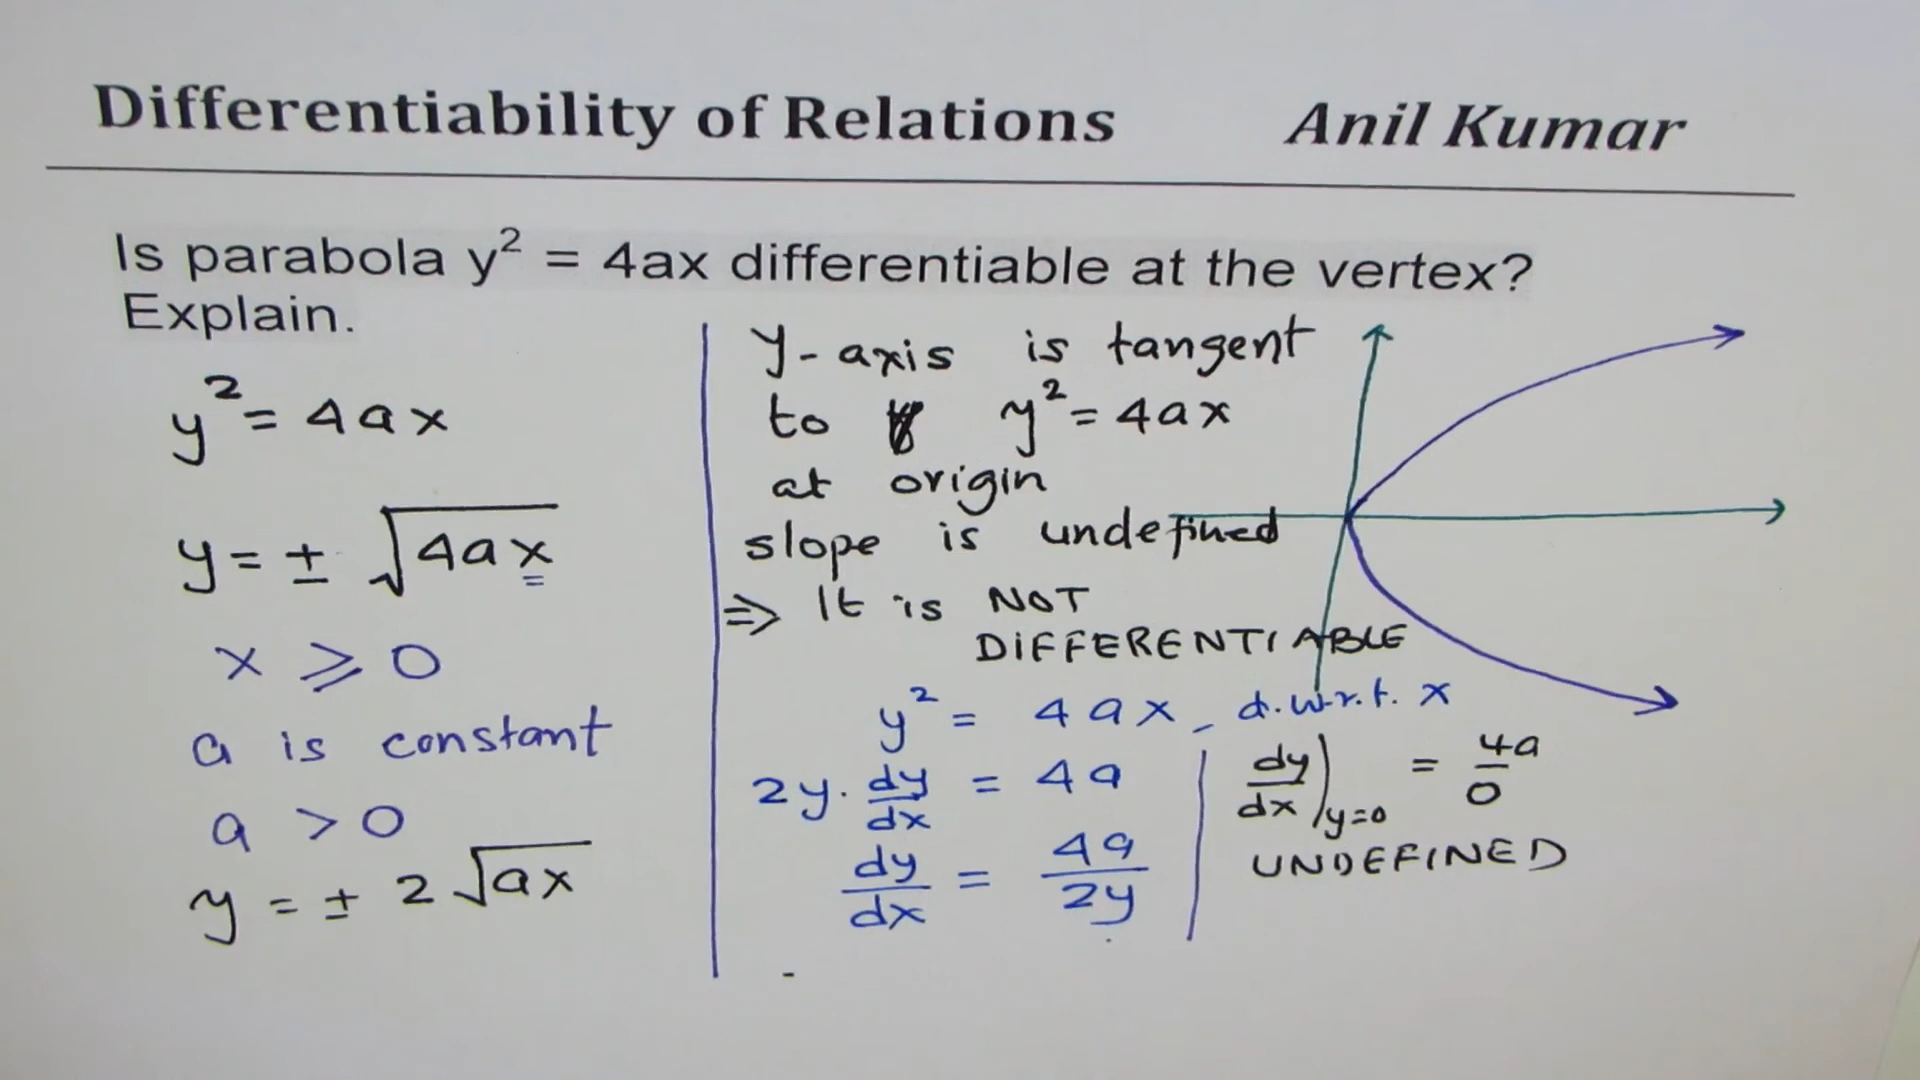 Differentiability of Relations Anil Kumar
Is parabola y² = 4ax differentiable at the vertex?
Explain.
y² = 4ax
y = ± √4ax
x ⩾ 0
a is constant
a > 0
y = ± 2 √ax
y-axis is tangent
to y² = 4ax
at origin
slope is undefined
⇒ It is NOT
DIFFERENTIABLE
y² = 4ax, d.w.r.t. x
2y · dy/dx = 4a
dy/dx = 4a/2y
dy/dx)y=0 = 4a/0
UNDEFINED